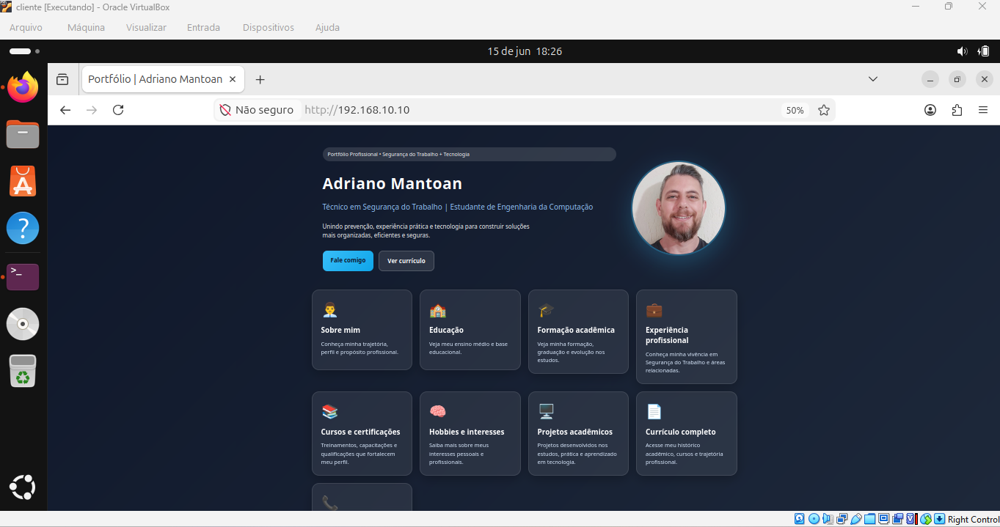 cliente [Executando] - Oracle VirtualBox
Arquivo Máquina Visualizar Entrada Dispositivos Ajuda
15 de jun 18:26
Portfólio | Adriano Mantoan
Não seguro http://192.168.10.10 50%
Portfólio Profissional • Segurança do Trabalho + Tecnologia
Adriano Mantoan
Técnico em Segurança do Trabalho | Estudante de Engenharia da Computação
Unindo prevenção, experiência prática e tecnologia para construir soluções
mais organizadas, eficientes e seguras.
Fale comigo Ver currículo
Sobre mim
Conheça minha trajetória,
perfil e propósito profissional.
Educação
Veja meu ensino médio e base
educacional.
Formação acadêmica
Veja minha formação,
graduação e evolução nos
estudos.
Experiência
profissional
Conheça minha vivência em
Segurança do Trabalho e áreas
relacionadas.
Cursos e certificações
Treinamentos, capacitações e
qualificações que fortalecem
meu perfil.
Hobbies e interesses
Saiba mais sobre meus
interesses pessoais e
profissionais.
Projetos acadêmicos
Projetos desenvolvidos nos
estudos, prática e aprendizado
em tecnologia.
Currículo completo
Acesse meu histórico
acadêmico, cursos e trajetória
profissional.
Right Control